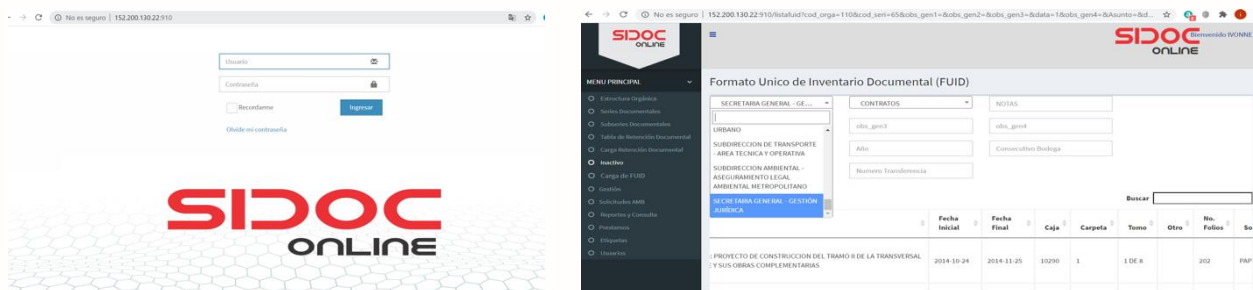 No es seguro | 152.200.130.22:910
Usuario
Contraseña
Recordarme
Ingresar
Olvide mi contraseña
SIDOC
ONLINE
No es seguro | 152.200.130.22:910/listafuid?cod_orga=110&cod_seri=65&obs_gen1=&obs_gen2=&obs_gen3=&data=1&obs_gen4=&Asunto=&d...
SIDOC
ONLINE
SIDOC
ONLINE
Bienvenido IVONNE
MENU PRINCIPAL
Estructura Orgánica
Series Documentales
Subseries Documentales
Tabla de Retención Documental
Carga Retención Documental
Inactivo
Carga de FUID
Gestión
Solicitudes AMB
Reportes y Consulta
Prestamos
Etiquetas
Usuarios
Formato Unico de Inventario Documental (FUID)
SECRETARIA GENERAL - GE...
CONTRATOS
NOTAS
URBANO
SUBDIRECCION DE TRANSPORTE
- AREA TECNICA Y OPERATIVA
SUBDIRECCION AMBIENTAL -
ASEGURAMIENTO LEGAL
AMBIENTAL METROPOLITANO
SECRETARIA GENERAL - GESTIÓN
JURÍDICA
obs_gen3
obs_gen4
Año
Consecutivo Bodega
Numero Transferencia
Buscar
Fecha Inicial
Fecha Final
Caja
Carpeta
Tomo
Otro
No. Folios
So
: PROYECTO DE CONSTRUCCION DEL TRAMO II DE LA TRANSVERSAL
E Y SUS OBRAS COMPLEMENTARIAS
2014-10-24
2014-11-25
10290
1
1 DE 8
202
PAP